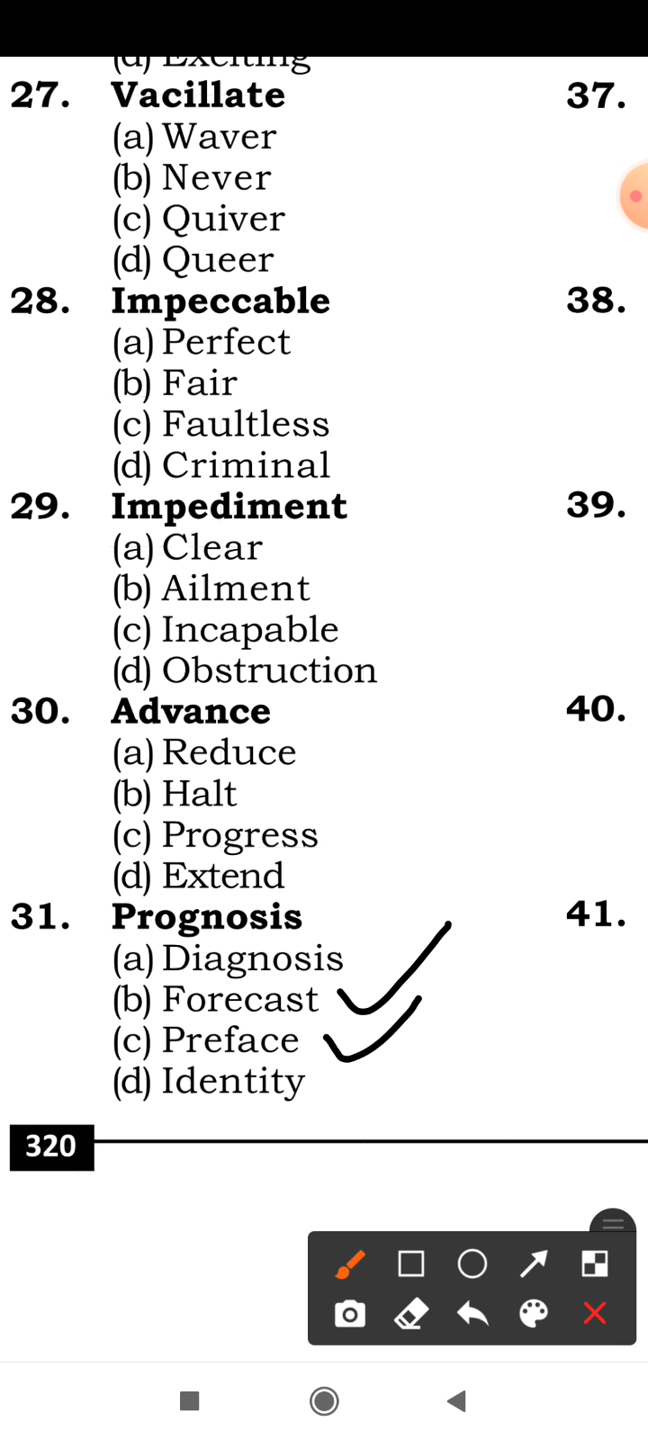 (d) Exciting
27. Vacillate
37.
(a) Waver
(b) Never
(c) Quiver
(d) Queer
28. Impeccable
38.
(a) Perfect
(b) Fair
(c) Faultless
(d) Criminal
29. Impediment
39.
(a) Clear
(b) Ailment
(c) Incapable
(d) Obstruction
30. Advance
40.
(a) Reduce
(b) Halt
(c) Progress
(d) Extend
31. Prognosis
41.
(a) Diagnosis
(b) Forecast
(c) Preface
(d) Identity
320